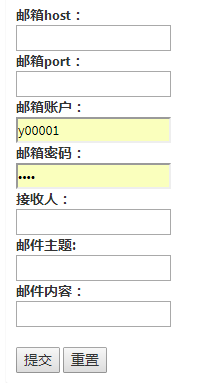 邮箱host：
邮箱port：
邮箱账户：
y00001
邮箱密码：
••••
接收人：
邮件主题:
邮件内容：
提交 重置